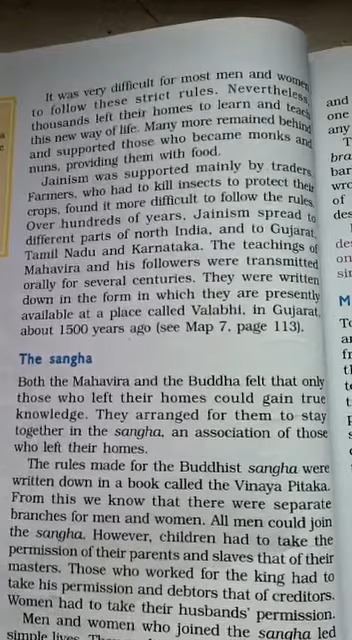 It was very difficult for most men and women
to follow these strict rules. Nevertheless,
thousands left their homes to learn and teach
this new way of life. Many more remained behind
and supported those who became monks and
nuns, providing them with food.
Jainism was supported mainly by traders.
Farmers, who had to kill insects to protect their
crops, found it more difficult to follow the rules.
Over hundreds of years, Jainism spread to
different parts of north India, and to Gujarat,
Tamil Nadu and Karnataka. The teachings of
Mahavira and his followers were transmitted
orally for several centuries. They were written
down in the form in which they are presently
available at a place called Valabhi, in Gujarat,
about 1500 years ago (see Map 7, page 113).
The sangha
Both the Mahavira and the Buddha felt that only
those who left their homes could gain true
knowledge. They arranged for them to stay
together in the sangha, an association of those
who left their homes.
The rules made for the Buddhist sangha were
written down in a book called the Vinaya Pitaka.
From this we know that there were separate
branches for men and women. All men could join
the sangha. However, children had to take the
permission of their parents and slaves that of their
masters. Those who worked for the king had to
take his permission and debtors that of creditors.
Women had to take their husbands' permission.
Men and women who joined the sangha led
simple lives.
and
one
any
of